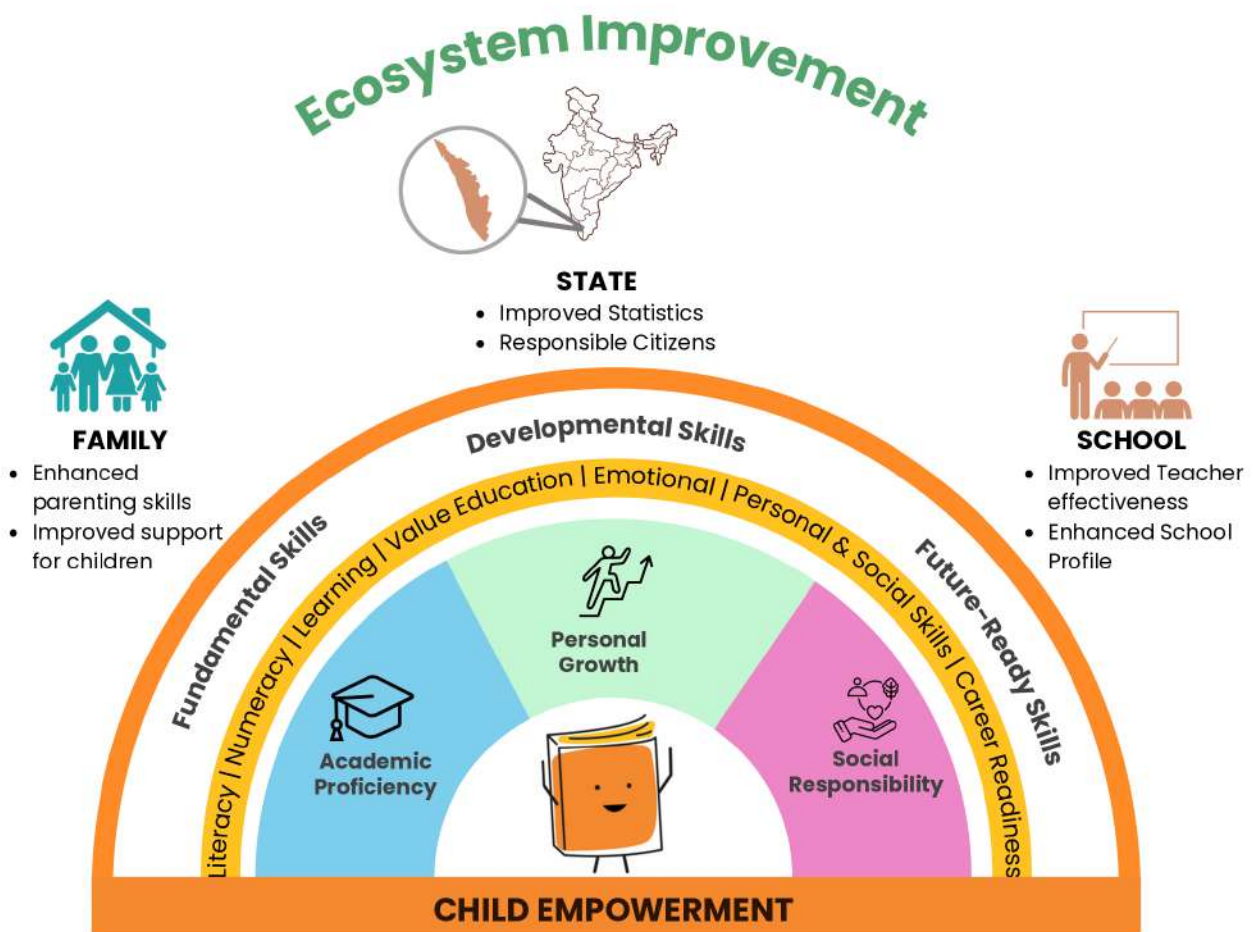 Ecosystem Improvement
STATE
• Improved Statistics
• Responsible Citizens
FAMILY
• Enhanced
parenting skills
• Improved support
for children
SCHOOL
• Improved Teacher
effectiveness
• Enhanced School
Profile
Fundamental Skills
Developmental Skills
Future-Ready Skills
Literacy | Numeracy | Learning | Value Education | Emotional | Personal & Social Skills | Career Readiness
Academic
Proficiency
Personal
Growth
Social
Responsibility
CHILD EMPOWERMENT